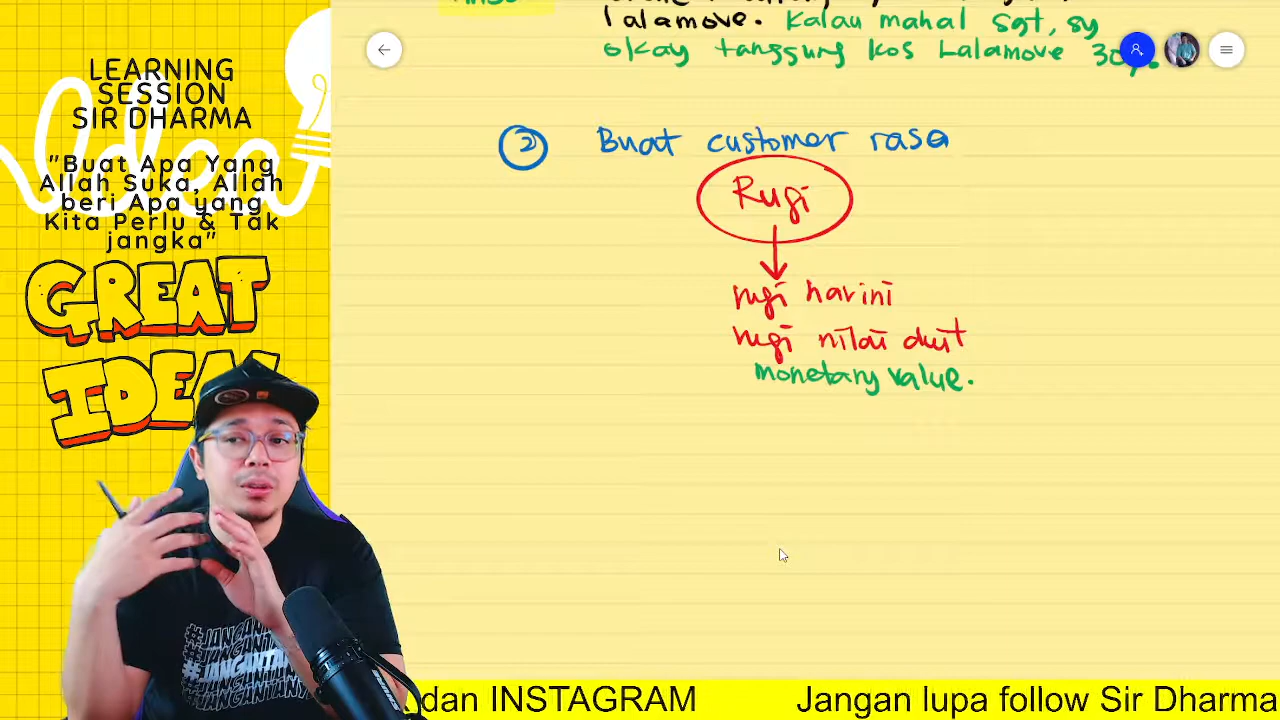 LEARNING
SESSION
SIR DHARMA
"Buat Apa Yang
Allah Suka, Allah
beri Apa yang
Kita Perlu & Tak
jangka"
GREAT
IDEA
lalamove. Kalau mahal sgt, sy
okay tanggung kos Lalamove 30%.
2 Buat customer rasa
Rugi
rugi harini
rugi nilai duit
monetary value.
#JANGANTANY
dan INSTAGRAM Jangan lupa follow Sir Dharma